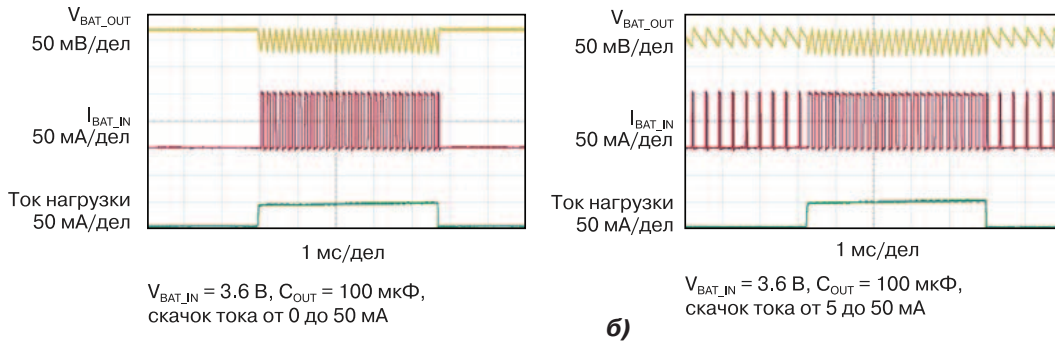 V_BAT_OUT
50 мВ/дел
I_BAT_IN
50 мА/дел
Ток нагрузки
50 мА/дел
1 мс/дел
V_BAT_IN = 3.6 В, C_OUT = 100 мкФ,
скачок тока от 0 до 50 мА
V_BAT_OUT
50 мВ/дел
I_BAT_IN
50 мА/дел
Ток нагрузки
50 мА/дел
1 мс/дел
V_BAT_IN = 3.6 В, C_OUT = 100 мкФ,
скачок тока от 5 до 50 мА
б)